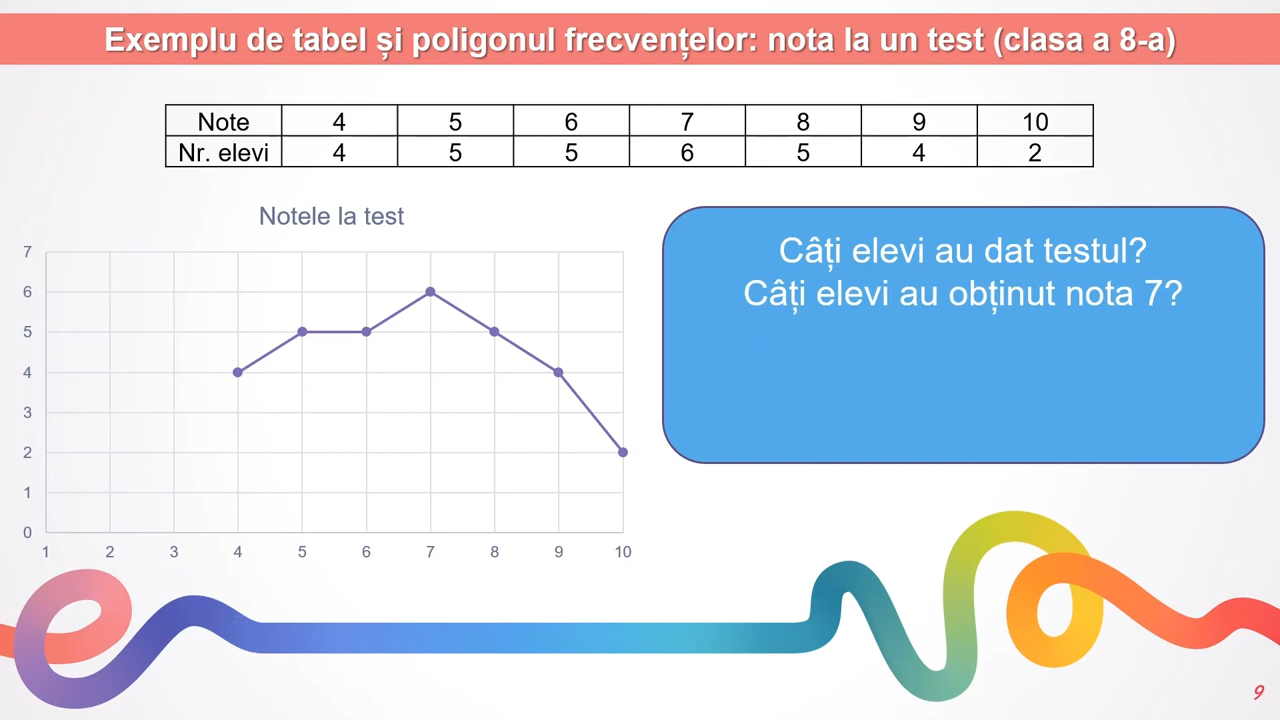 Exemplu de tabel și poligonul frecvențelor: nota la un test (clasa a 8-a)
Note 4 5 6 7 8 9 10
Nr. elevi 4 5 5 6 5 4 2
Notele la test
7
6
5
4
3
2
1
0
1 2 3 4 5 6 7 8 9 10
Câți elevi au dat testul?
Câți elevi au obținut nota 7?
9